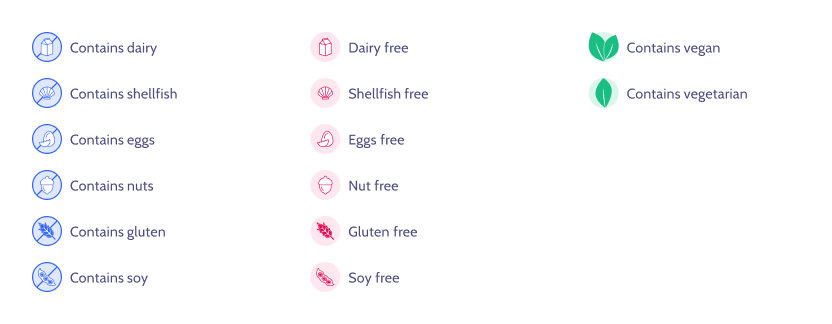 Contains dairy
Contains shellfish
Contains eggs
Contains nuts
Contains gluten
Contains soy
Dairy free
Shellfish free
Eggs free
Nut free
Gluten free
Soy free
Contains vegan
Contains vegetarian